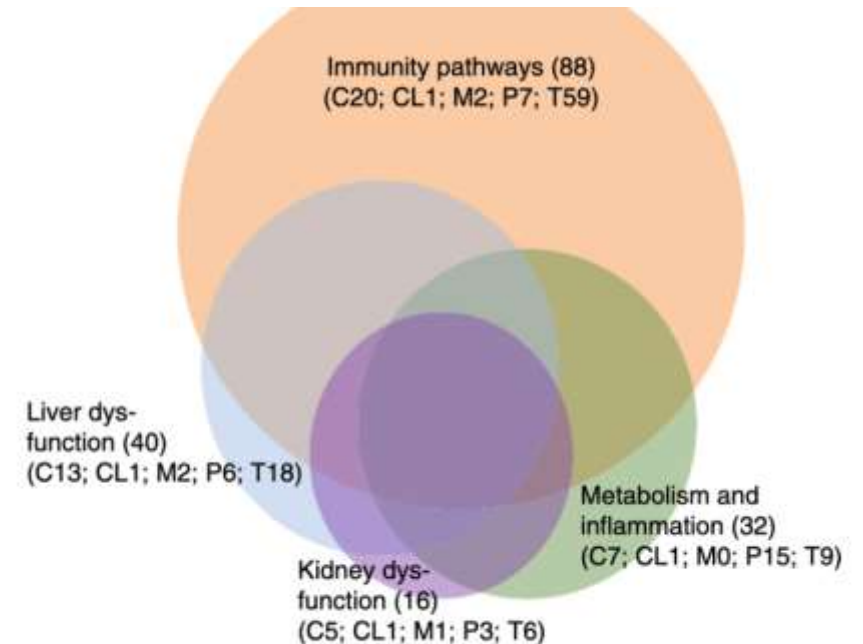 Immunity pathways (88)
(C20; CL1; M2; P7; T59)
Liver dys-
function (40)
(C13; CL1; M2; P6; T18)
Metabolism and
inflammation (32)
(C7; CL1; M0; P15; T9)
Kidney dys-
function (16)
(C5; CL1; M1; P3; T6)